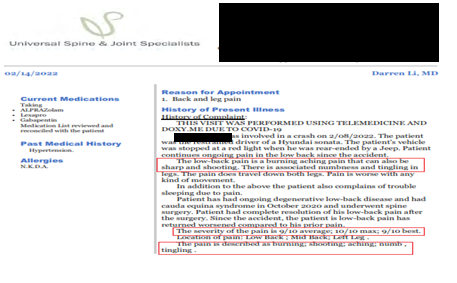 Universal Spine & Joint Specialists
02/14/2022
Darren Li, MD
Current Medications
Taking
• ALPRAZolam
• Lexapro
• Gabapentin
Medication List reviewed and
reconciled with the patient
Past Medical History
Hypertension.
Allergies
N.K.D.A.
Reason for Appointment
1. Back and leg pain
History of Present Illness
History of Complaint:
THIS VISIT WAS PERFORMED USING TELEMEDICINE AND
DOXY.ME DUE TO COVID-19
as involved in a crash on 2/08/2022. The patient
was the restrained driver of a Hyundai sonata. The patient's vehicle
was stopped at a red light when he was rear-ended by a Jeep. Patient
continues ongoing pain in the low back since the accident.
The low-back pain is a burning aching pain that can also be
sharp and shooting. There is associated numbness and tingling in
legs. The pain does travel down both legs. Pain is worse with any
kind of movement.
In addition to the above the patient also complains of trouble
sleeping due to pain.
Patient has had ongoing degenerative low-back disease and had
cauda equina syndrome in October 2020 and underwent spine
surgery. Patient had complete resolution of his low-back pain after
the surgery. Since the accident, the patient is low-back pain has
returned worsened compared to his prior pain.
The severity of the pain is 9/10 average; 10/10 max; 9/10 best.
Location of pain: Low Back ; Mid Back; Left Leg .
The pain is described as burning; shooting; aching; numb ,
tingling .